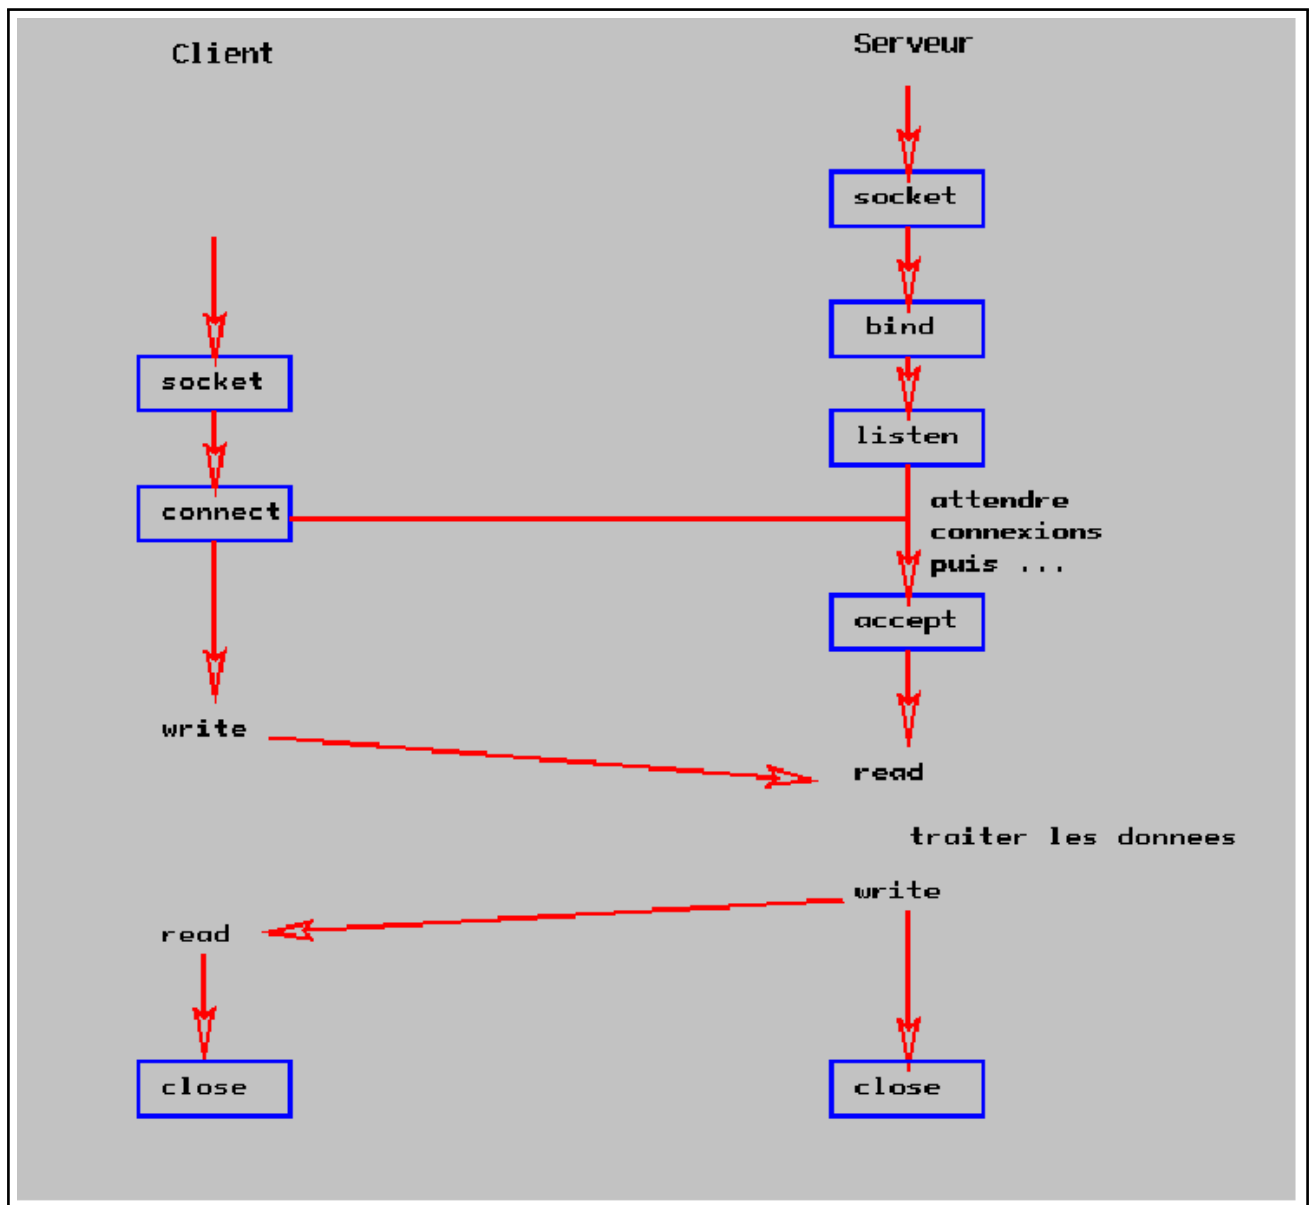 Client
Serveur
socket
bind
socket
listen
connect
attendre
connexions
puis ...
accept
write
read
traiter les donnees
write
read
close
close